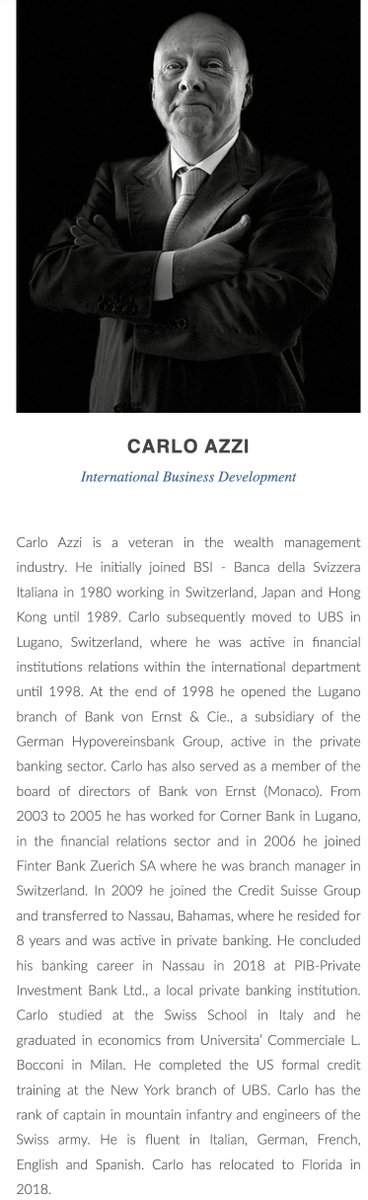 CARLO AZZI
International Business Development
Carlo Azzi is a veteran in the wealth management
industry. He initially joined BSI - Banca della Svizzera
Italiana in 1980 working in Switzerland, Japan and Hong
Kong until 1989. Carlo subsequently moved to UBS in
Lugano, Switzerland, where he was active in financial
institutions relations within the international department
until 1998. At the end of 1998 he opened the Lugano
branch of Bank von Ernst & Cie., a subsidiary of the
German Hypovereinsbank Group, active in the private
banking sector. Carlo has also served as a member of the
board of directors of Bank von Ernst (Monaco). From
2003 to 2005 he has worked for Corner Bank in Lugano,
in the financial relations sector and in 2006 he joined
Finter Bank Zuerich SA where he was branch manager in
Switzerland. In 2009 he joined the Credit Suisse Group
and transferred to Nassau, Bahamas, where he resided for
8 years and was active in private banking. He concluded
his banking career in Nassau in 2018 at PIB-Private
Investment Bank Ltd., a local private banking institution.
Carlo studied at the Swiss School in Italy and he
graduated in economics from Universita’ Commerciale L.
Bocconi in Milan. He completed the US formal credit
training at the New York branch of UBS. Carlo has the
rank of captain in mountain infantry and engineers of the
Swiss army. He is fluent in Italian, German, French,
English and Spanish. Carlo has relocated to Florida in
2018.